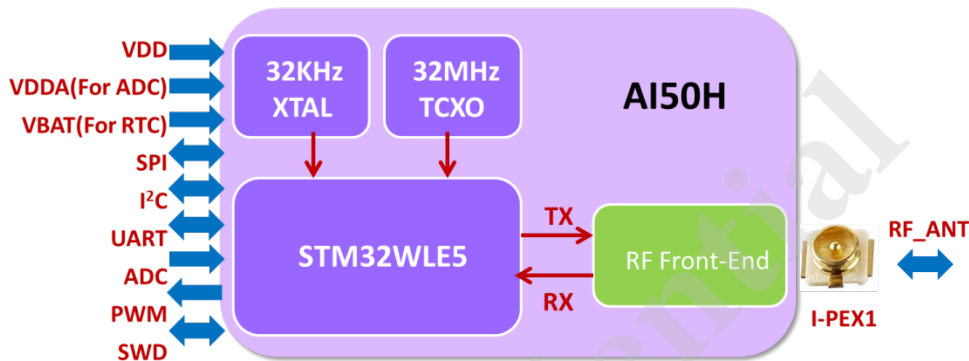 VDD
VDDA(For ADC)
VBAT(For RTC)
SPI
I²C
UART
ADC
PWM
SWD
32KHz
XTAL
32MHz
TCXO
AI50H
STM32WLE5
TX
RX
RF Front-End
RF_ANT
I-PEX1
ential